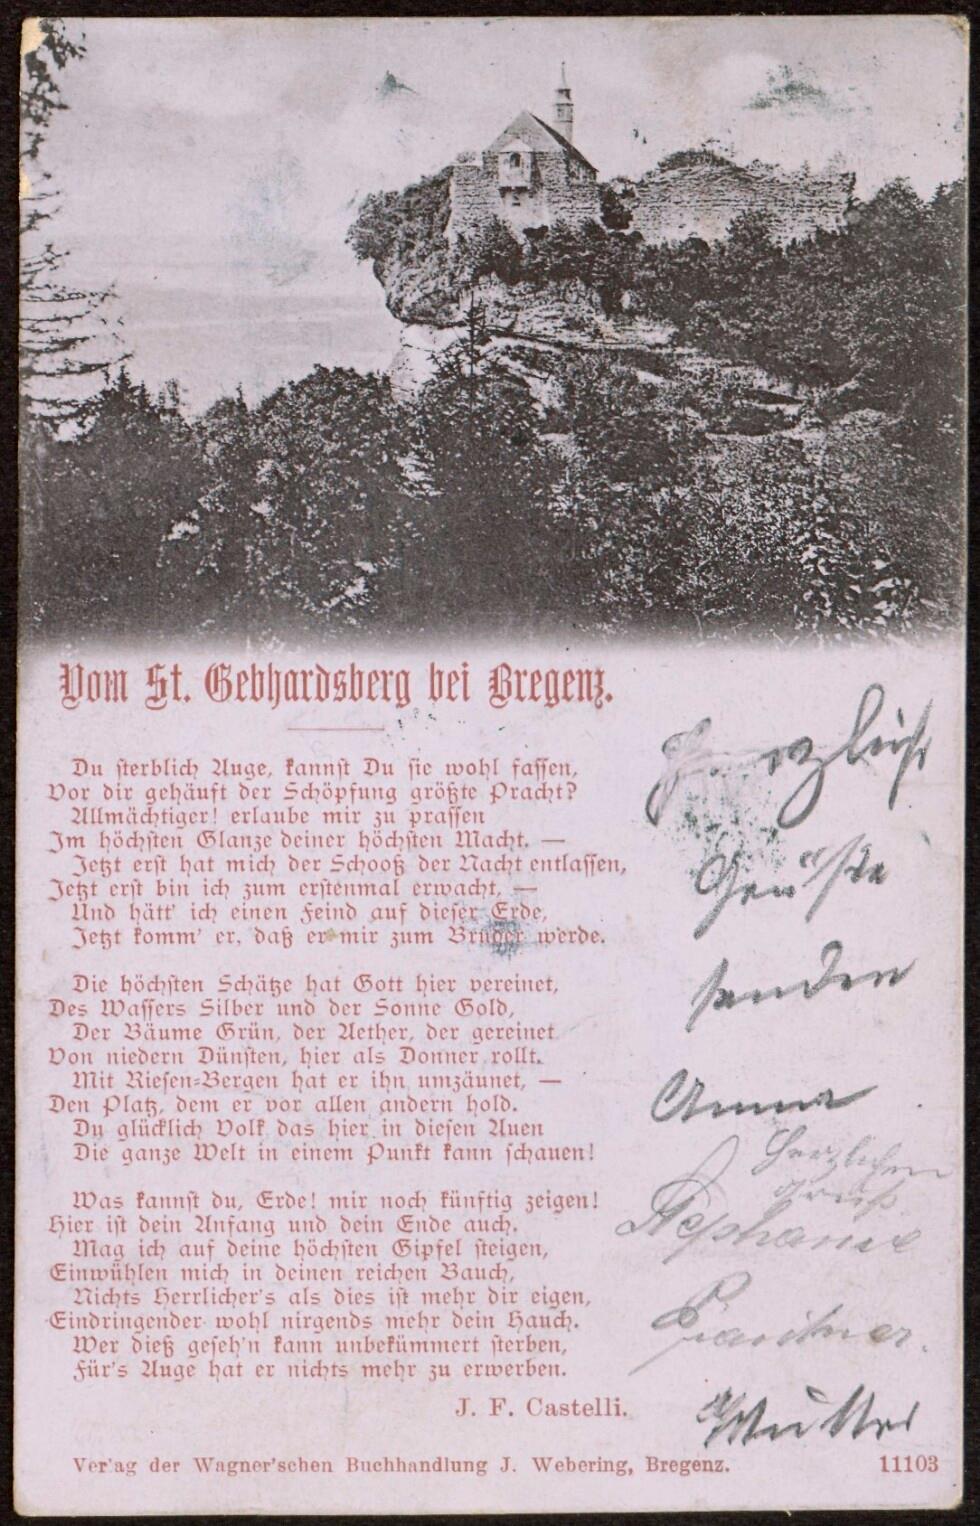 Vom St. Gebhardsberg bei Bregenz.
Du sterblich Auge, kannst Du sie wohl fassen,
Vor dir gehäuft der Schöpfung größte Pracht?
Allmächtiger! erlaube mir zu prassen
Im höchsten Glanze deiner höchsten Macht. —
Jetzt erst hat mich der Schooß der Nacht entlassen,
Jetzt erst bin ich zum erstenmal erwacht, —
Und hätt' ich einen Feind auf dieser Erde,
Jetzt komm' er, daß er mir zum Bruder werde.
Die höchsten Schätze hat Gott hier vereinet,
Des Wassers Silber und der Sonne Gold,
Der Bäume Grün, der Aether, der gereinet
Von niedern Dünsten, hier als Donner rollt.
Mit Riesen-Bergen hat er ihn umzäunet, —
Den Platz, dem er vor allen andern hold.
Du glücklich Volk das hier in diesen Auen
Die ganze Welt in einem Punkt kann schauen!
Was kannst du, Erde! mir noch künftig zeigen!
Hier ist dein Anfang und dein Ende auch.
Mag ich auf deine höchsten Gipfel steigen,
Einwühlen mich in deinen reichen Bauch,
Nichts Herrlicher's als dies ist mehr dir eigen,
Eindringender wohl nirgends mehr dein Hauch.
Wer dieß geseh'n kann unbekümmert sterben,
Für's Auge hat er nichts mehr zu erwerben.
J. F. Castelli.
Herzliche
Grüße
senden
Anna
Herzlichen
Gruß
Stephanie
Mutter
Verlag der Wagner'schen Buchhandlung J. Webering, Bregenz.
11103